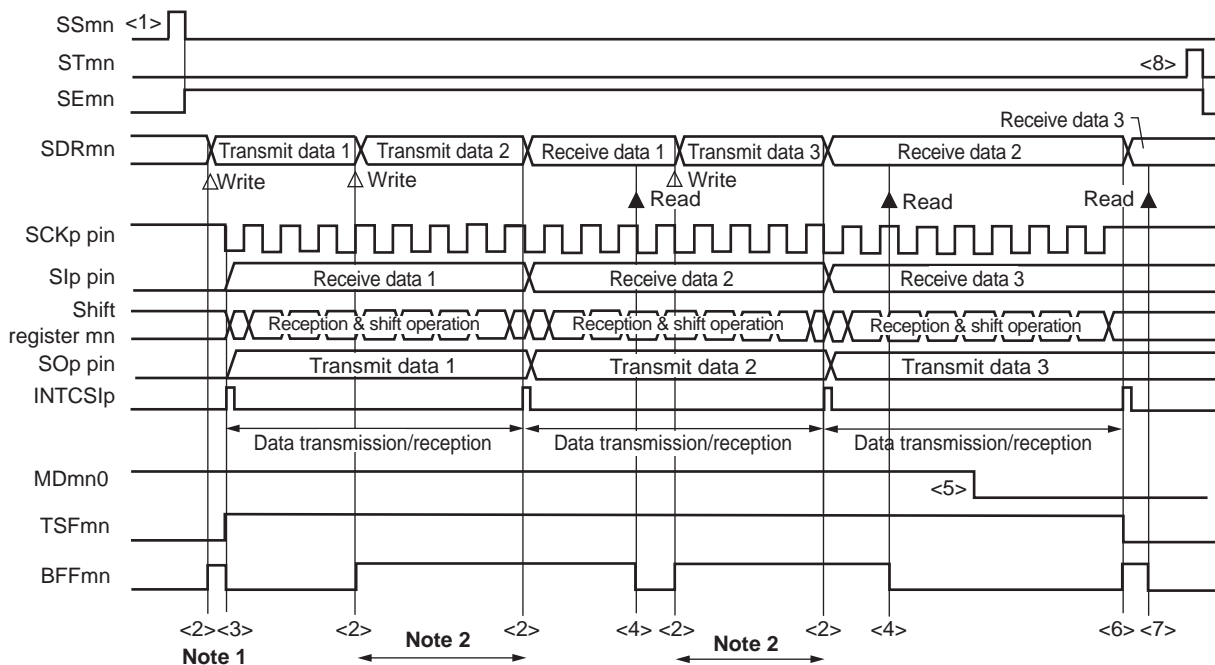 SSmn <1>
STmn <8>
SEmn
Receive data 3
SDRmn Transmit data 1 Transmit data 2 Receive data 1 Transmit data 3 Receive data 2
Write Write Write
Read Read Read
SCKp pin
SIp pin Receive data 1 Receive data 2 Receive data 3
Shift
register mn Reception & shift operation Reception & shift operation Reception & shift operation
SOp pin Transmit data 1 Transmit data 2 Transmit data 3
INTCSIp
Data transmission/reception Data transmission/reception Data transmission/reception
MDmn0 <5>
TSFmn
BFFmn
<2> <3> <2> Note 2 <2> <4> <2> Note 2 <2> <4> <6> <7>
Note 1